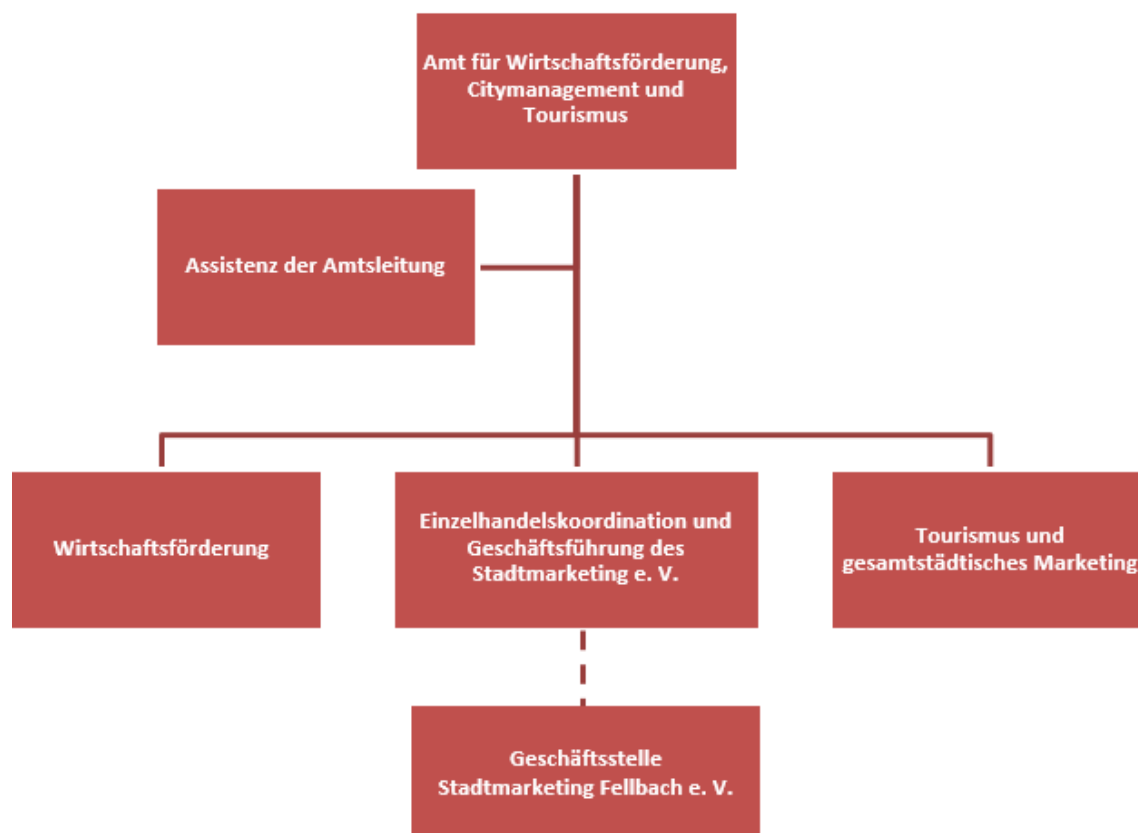 Amt für Wirtschaftsförderung,
Citymanagement und
Tourismus
Assistenz der Amtsleitung
Wirtschaftsförderung
Einzelhandelskoordination und
Geschäftsführung des
Stadtmarketing e. V.
Tourismus und
gesamtstädtisches Marketing
Geschäftsstelle
Stadtmarketing Fellbach e. V.